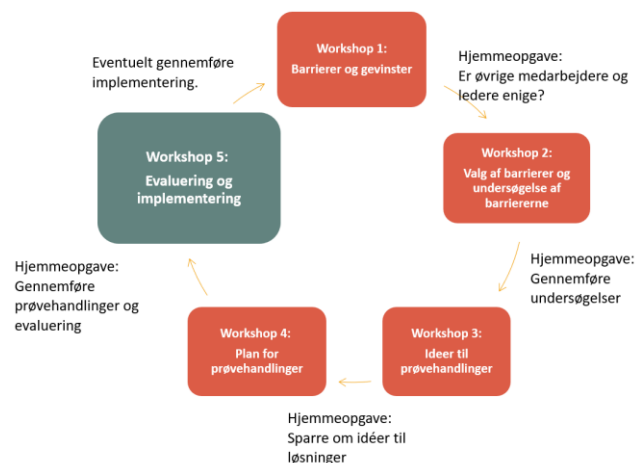 Workshop 1:
Barrierer og gevinster
Hjemmeopgave:
Er øvrige medarbejdere og
ledere enige?
Workshop 2:
Valg af barrierer og
undersøgelse af
barriererne
Hjemmeopgave:
Gennemføre
undersøgelser
Workshop 3:
Ideer til
prøvehandlinger
Hjemmeopgave:
Sparre om idéer til
løsninger
Workshop 4:
Plan for
prøvehandlinger
Hjemmeopgave:
Gennemføre
prøvehandlinger og
evaluering
Workshop 5:
Evaluering og
implementering
Eventuelt gennemføre
implementering.